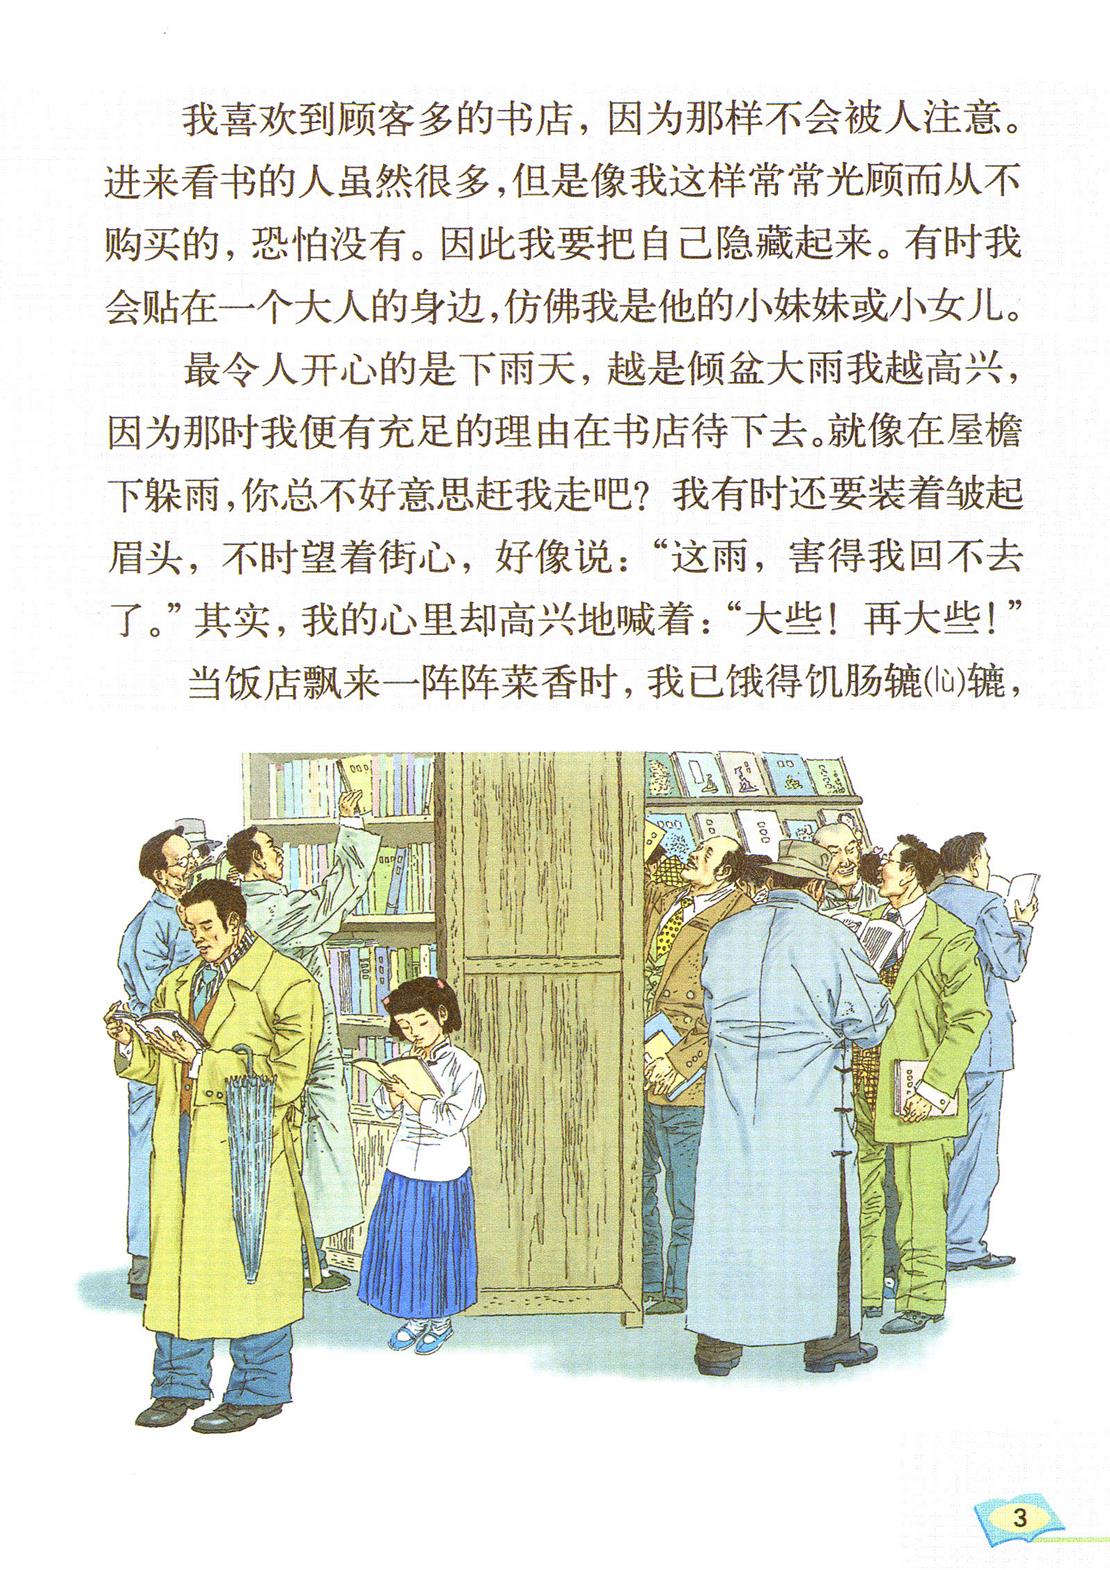 我喜欢到顾客多的书店，因为那样不会被人注意。
进来看书的人虽然很多，但是像我这样常常光顾而从不
购买的，恐怕没有。因此我要把自己隐藏起来。有时我
会贴在一个大人的身边，仿佛我是他的小妹妹或小女儿。
最令人开心的是下雨天，越是倾盆大雨我越高兴，
因为那时我便有充足的理由在书店待下去。就像在屋檐
下躲雨，你总不好意思赶我走吧？我有时还要装着皱起
眉头，不时望着街心，好像说：“这雨，害得我回不去
了。”其实，我的心里却高兴地喊着：“大些！再大些！”
当饭店飘来一阵阵菜香时，我已饿得饥肠辘(lù)辘，
3